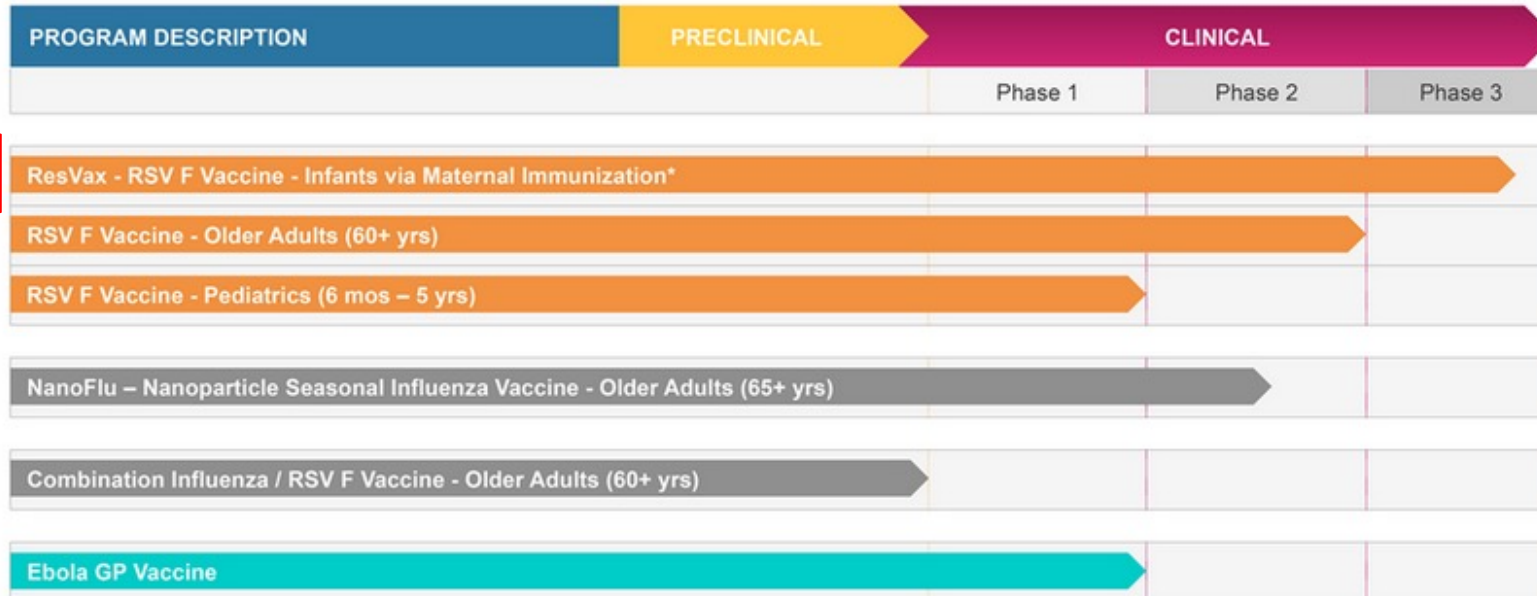 PROGRAM DESCRIPTION PRECLINICAL CLINICAL
Phase 1 Phase 2 Phase 3
ResVax - RSV F Vaccine - Infants via Maternal Immunization*
RSV F Vaccine - Older Adults (60+ yrs)
RSV F Vaccine - Pediatrics (6 mos – 5 yrs)
NanoFlu – Nanoparticle Seasonal Influenza Vaccine - Older Adults (65+ yrs)
Combination Influenza / RSV F Vaccine - Older Adults (60+ yrs)
Ebola GP Vaccine